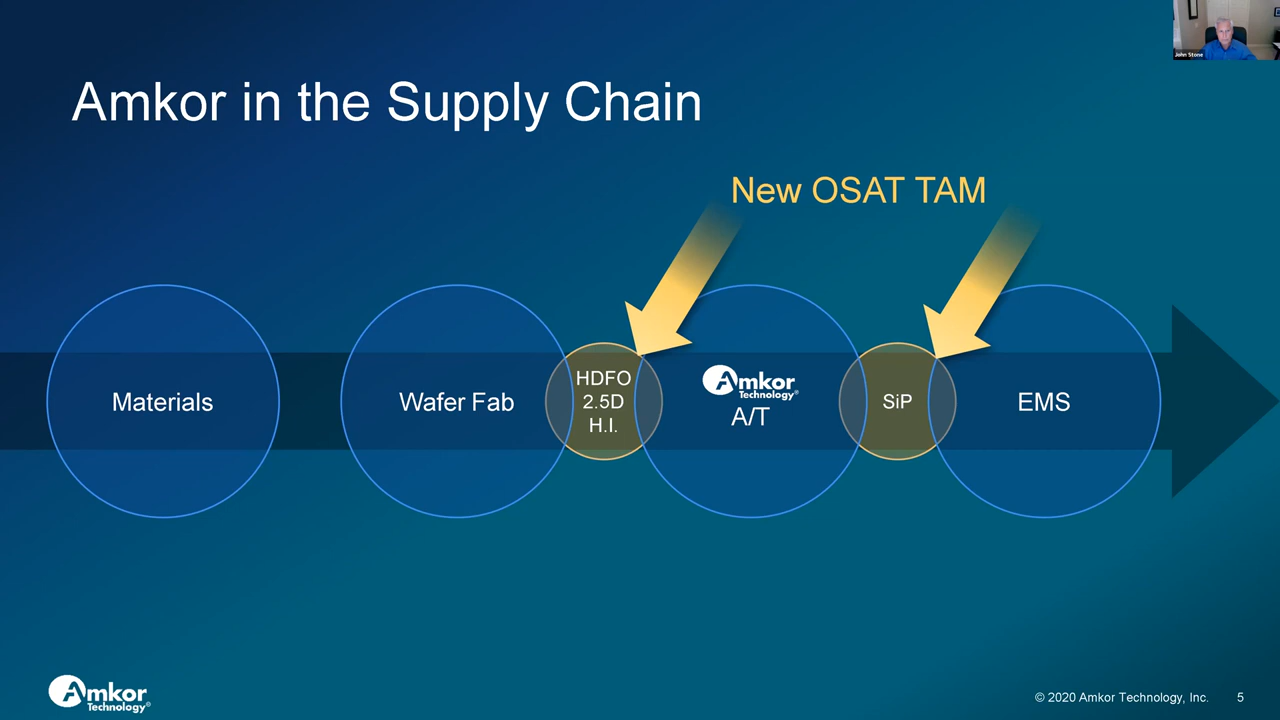 John Stone
Amkor in the Supply Chain
New OSAT TAM
Materials
Wafer Fab
HDFO
2.5D
H.I.
Amkor
Technology®
A/T
SiP
EMS
Amkor
Technology®
© 2020 Amkor Technology, Inc.
5